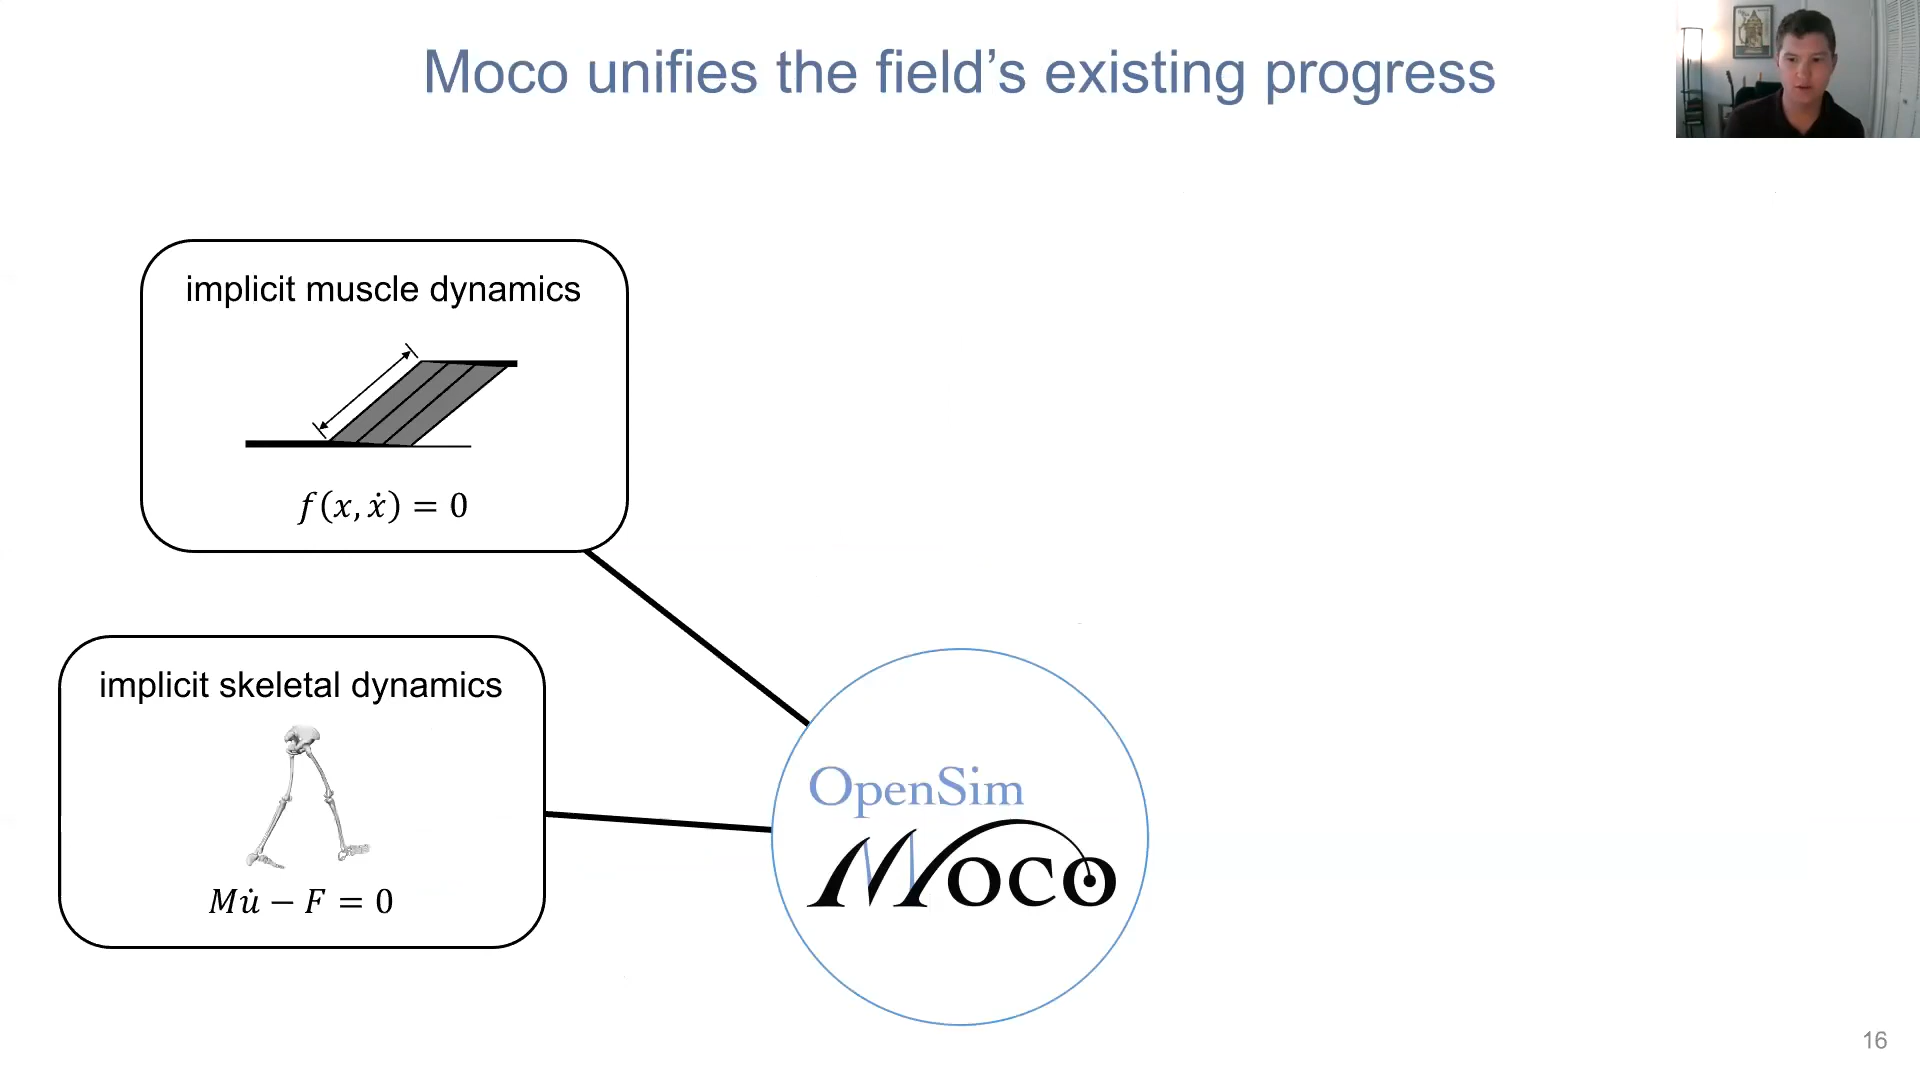 Moco unifies the field’s existing progress
implicit muscle dynamics
f(x, ẋ) = 0
implicit skeletal dynamics
Mu̇ − F = 0
OpenSim
Moco
16